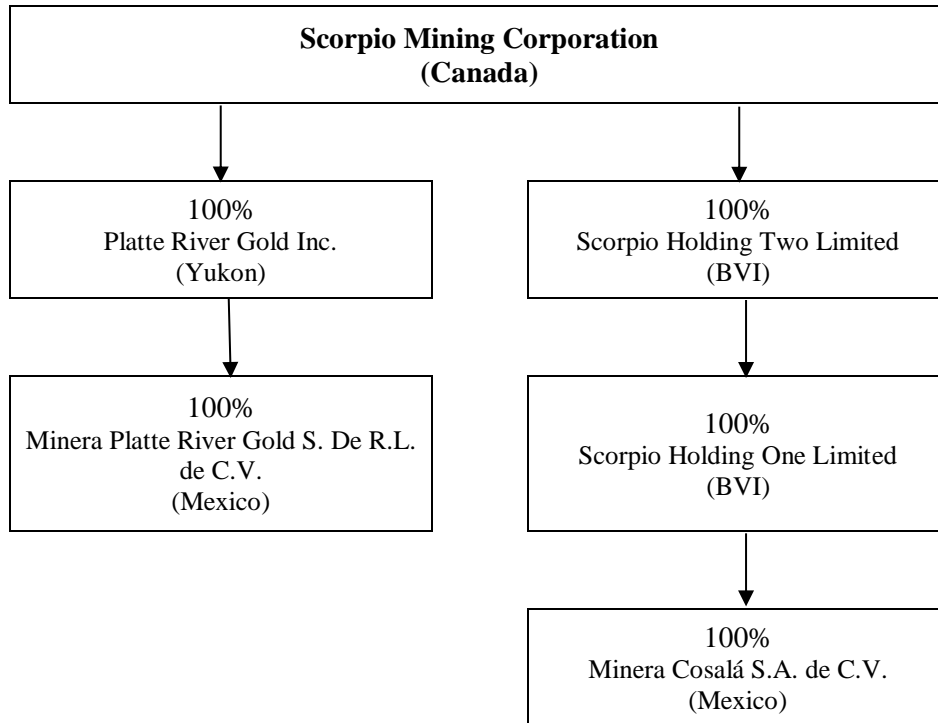 Scorpio Mining Corporation
(Canada)
100%
Platte River Gold Inc.
(Yukon)
100%
Scorpio Holding Two Limited
(BVI)
100%
Minera Platte River Gold S. De R.L.
de C.V.
(Mexico)
100%
Scorpio Holding One Limited
(BVI)
100%
Minera Cosalá S.A. de C.V.
(Mexico)